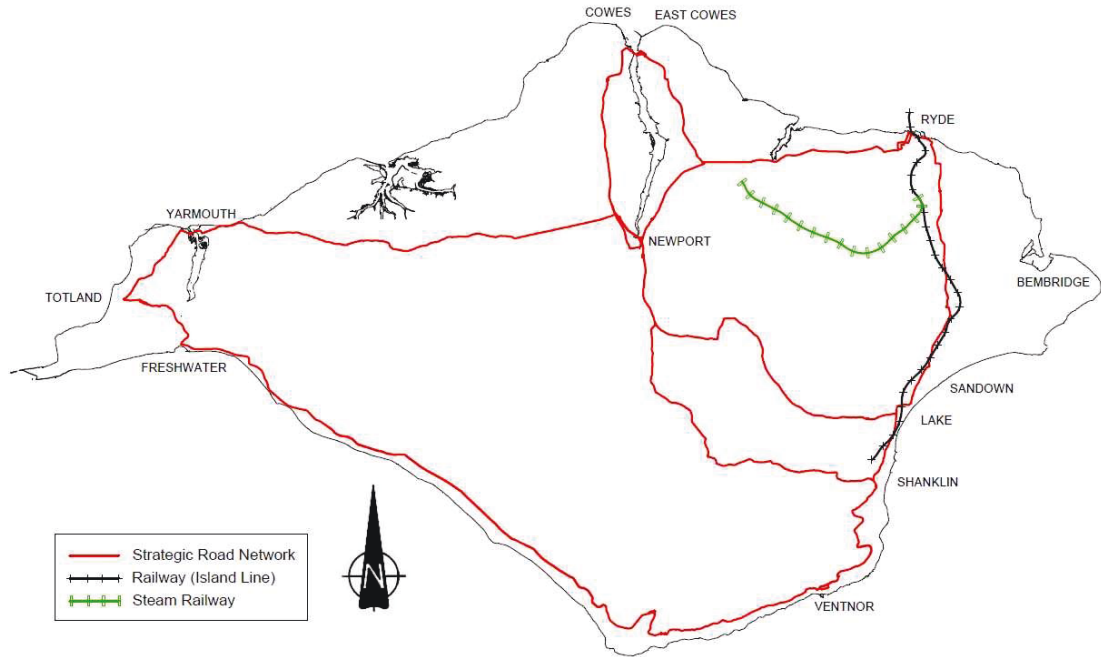 COWES
EAST COWES
RYDE
YARMOUTH
NEWPORT
BEMBRIDGE
TOTLAND
FRESHWATER
SANDOWN
LAKE
SHANKLIN
Strategic Road Network
Railway (Island Line)
Steam Railway
N
VENTNOR